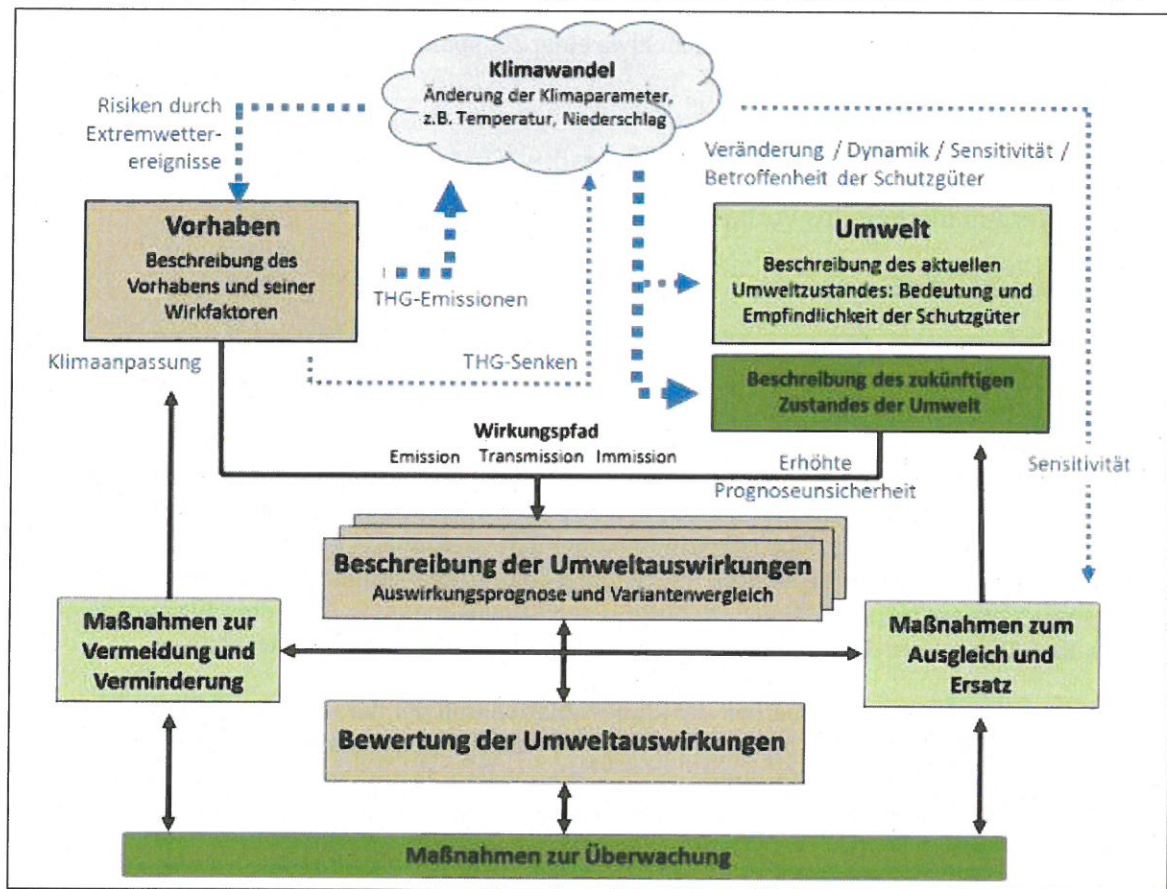 Klimawandel
Änderung der Klimaparameter,
z.B. Temperatur, Niederschlag
Risiken durch
Extremwetter-
ereignisse
Veränderung / Dynamik / Sensitivität /
Betroffenheit der Schutzgüter
Vorhaben
Beschreibung des
Vorhabens und seiner
Wirkfaktoren
THG-Emissionen
Umwelt
Beschreibung des aktuellen
Umweltzustandes: Bedeutung und
Empfindlichkeit der Schutzgüter
Klimaanpassung
THG-Senken
Beschreibung des zukünftigen
Zustandes der Umwelt
Wirkungspfad
Emission Transmission Immission
Erhöhte
Prognoseunsicherheit
Sensitivität
Beschreibung der Umweltauswirkungen
Auswirkungsprognose und Variantenvergleich
Maßnahmen zur
Vermeidung und
Verminderung
Maßnahmen zum
Ausgleich und
Ersatz
Bewertung der Umweltauswirkungen
Maßnahmen zur Überwachung